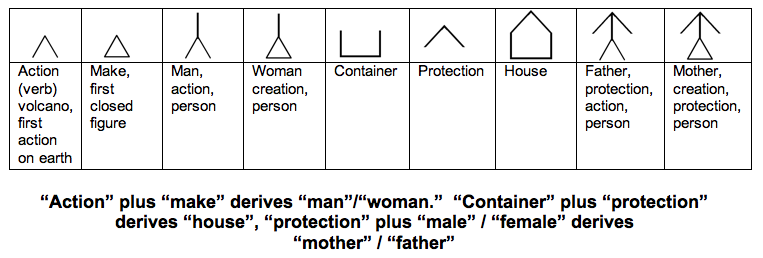 Action
(verb)
volcano,
first
action
on earth
Make,
first
closed
figure
Man,
action,
person
Woman
creation,
person
Container
Protection
House
Father,
protection,
action,
person
Mother,
creation,
protection,
person
“Action” plus “make” derives “man”/“woman.”  “Container” plus “protection”
derives “house”, “protection” plus “male” / “female” derives
“mother” / “father”